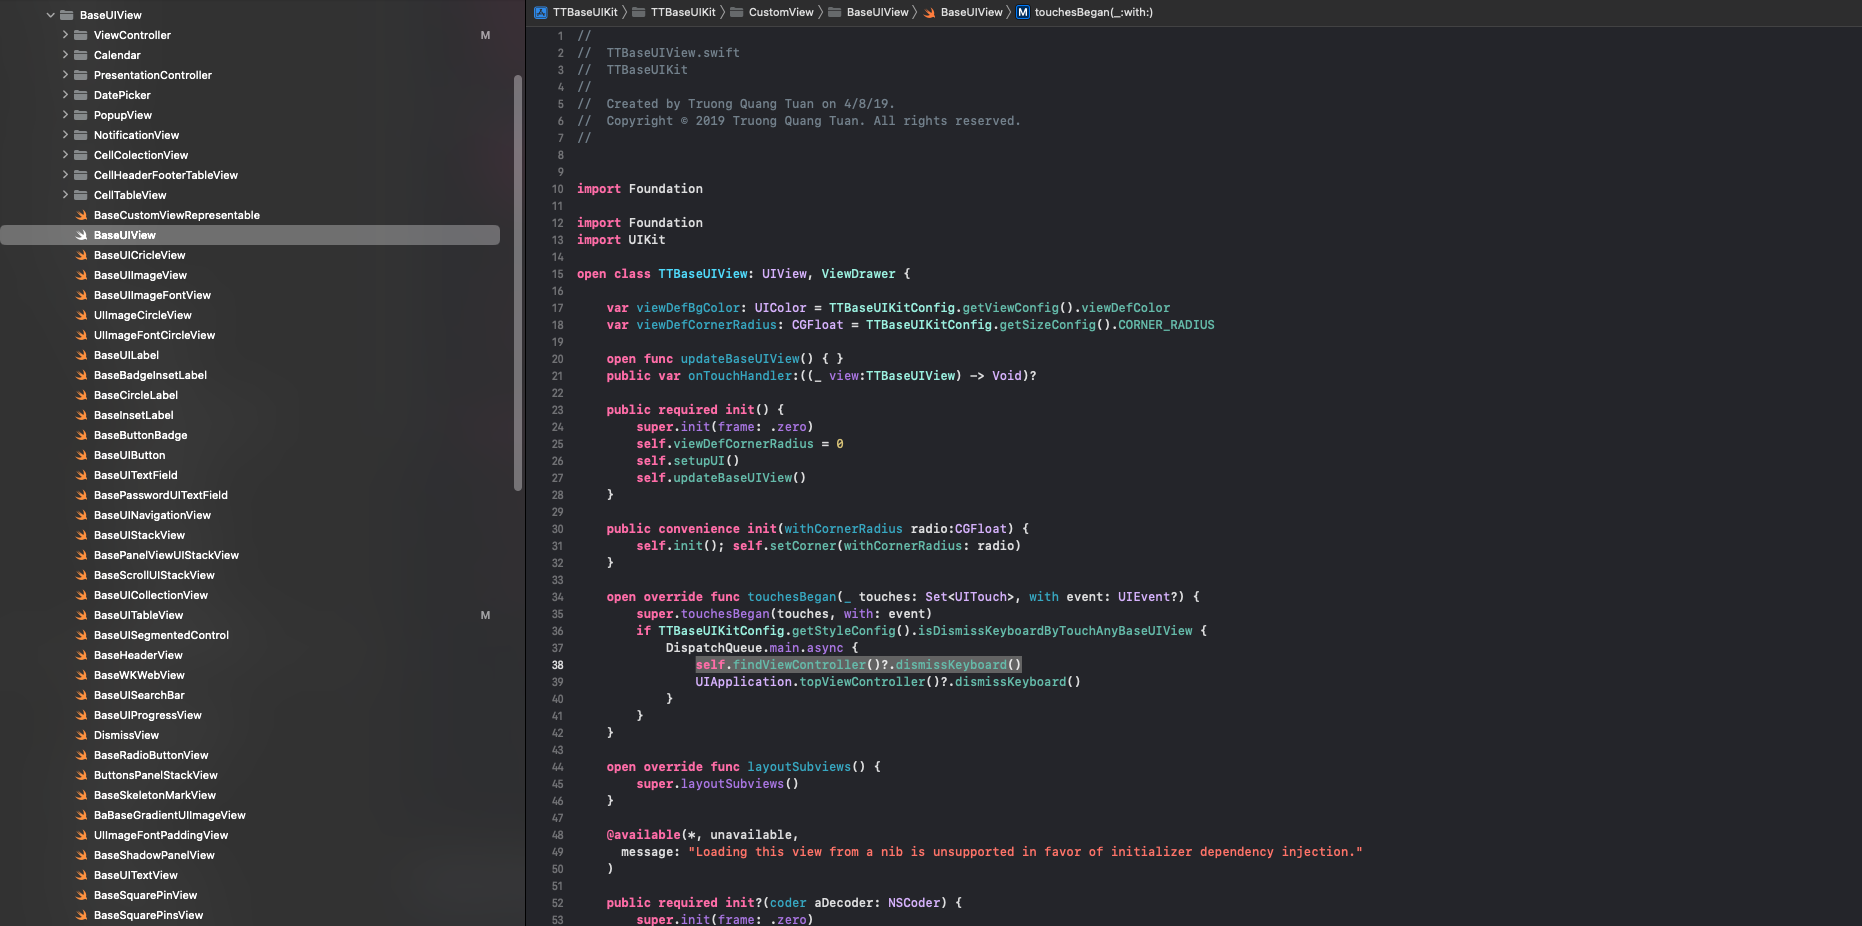 BaseUIView
ViewController M
Calendar
PresentationController
DatePicker
PopupView
NotificationView
CellColectionView
CellHeaderFooterTableView
CellTableView
BaseCustomViewRepresentable
BaseUIView
BaseUICricleView
BaseUIImageView
BaseUIImageFontView
UIImageCircleView
UIImageFontCircleView
BaseUILabel
BaseBadgeInsetLabel
BaseCircleLabel
BaseInsetLabel
BaseButtonBadge
BaseUIButton
BaseUITextField
BasePasswordUITextField
BaseUINavigationView
BaseUIStackView
BasePanelViewUIStackView
BaseScrollUIStackView
BaseUICollectionView
BaseUITableView M
BaseUISegmentedControl
BaseHeaderView
BaseWKWebView
BaseUISearchBar
BaseUIProgressView
DismissView
BaseRadioButtonView
ButtonsPanelStackView
BaseSkeletonMarkView
BaBaseGradientUIImageView
UIImageFontPaddingView
BaseShadowPanelView
BaseUITextView
BaseSquarePinView
BaseSquarePinsView
TTBaseUIKit TTBaseUIKit CustomView BaseUIView BaseUIView M touchesBegan(_:with:)
1 //
2 //  TTBaseUIView.swift
3 //  TTBaseUIKit
4 //
5 //  Created by Truong Quang Tuan on 4/8/19.
6 //  Copyright © 2019 Truong Quang Tuan. All rights reserved.
7 //
8
9
10 import Foundation
11
12 import Foundation
13 import UIKit
14
15 open class TTBaseUIView: UIView, ViewDrawer {
16
17     var viewDefBgColor: UIColor = TTBaseUIKitConfig.getViewConfig().viewDefColor
18     var viewDefCornerRadius: CGFloat = TTBaseUIKitConfig.getSizeConfig().CORNER_RADIUS
19
20     open func updateBaseUIView() { }
21     public var onTouchHandler:((_ view:TTBaseUIView) -> Void)?
22
23     public required init() {
24         super.init(frame: .zero)
25         self.viewDefCornerRadius = 0
26         self.setupUI()
27         self.updateBaseUIView()
28     }
29
30     public convenience init(withCornerRadius radio:CGFloat) {
31         self.init(); self.setCorner(withCornerRadius: radio)
32     }
33
34     open override func touchesBegan(_ touches: Set<UITouch>, with event: UIEvent?) {
35         super.touchesBegan(touches, with: event)
36         if TTBaseUIKitConfig.getStyleConfig().isDismissKeyboardByTouchAnyBaseUIView {
37             DispatchQueue.main.async {
38                 self.findViewController()?.dismissKeyboard()
39                 UIApplication.topViewController()?.dismissKeyboard()
40             }
41         }
42     }
43
44     open override func layoutSubviews() {
45         super.layoutSubviews()
46     }
47
48     @available(*, unavailable,
49       message: "Loading this view from a nib is unsupported in favor of initializer dependency injection."
50     )
51
52     public required init?(coder aDecoder: NSCoder) {
53         super.init(frame: .zero)